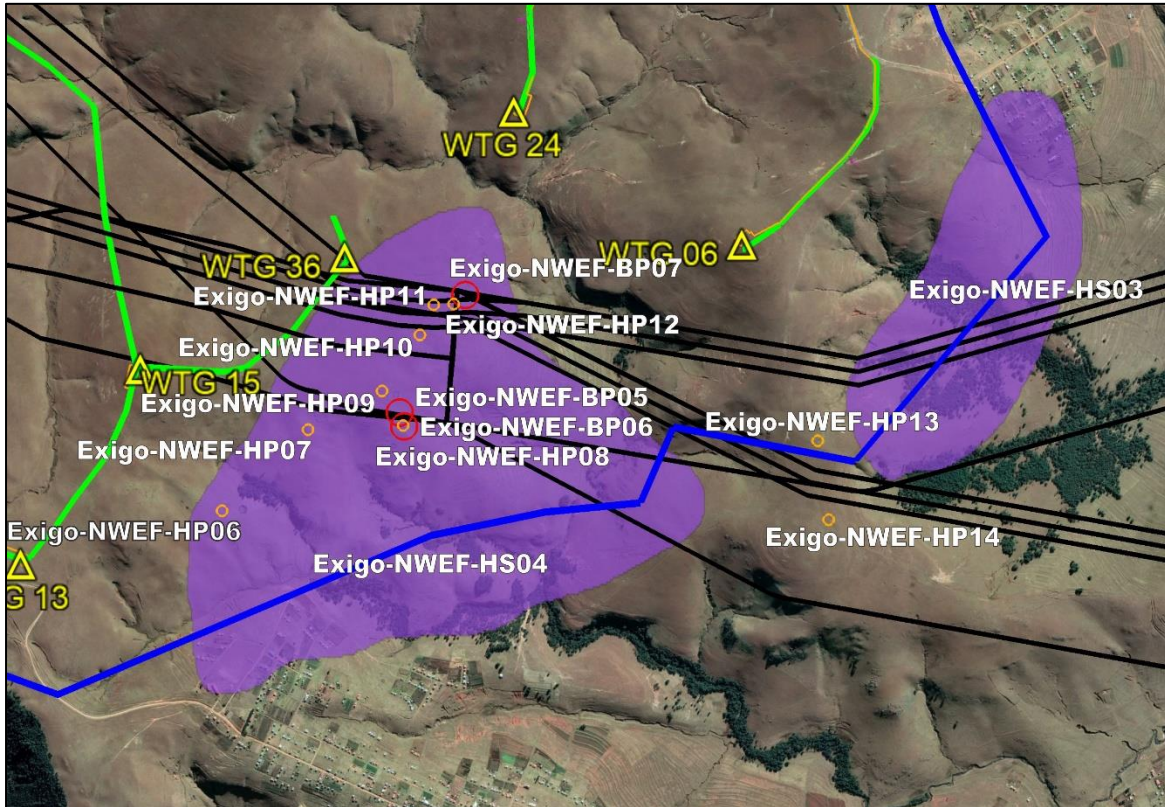 WTG 24
WTG 36
WTG 06
Exigo-NWEF-BP07
Exigo-NWEF-HS03
Exigo-NWEF-HP11
Exigo-NWEF-HP12
Exigo-NWEF-HP10
WTG 15
Exigo-NWEF-HP09
Exigo-NWEF-BP05
Exigo-NWEF-BP06
Exigo-NWEF-HP13
Exigo-NWEF-HP07
Exigo-NWEF-HP08
Exigo-NWEF-HP06
Exigo-NWEF-HP14
Exigo-NWEF-HS04
G 13